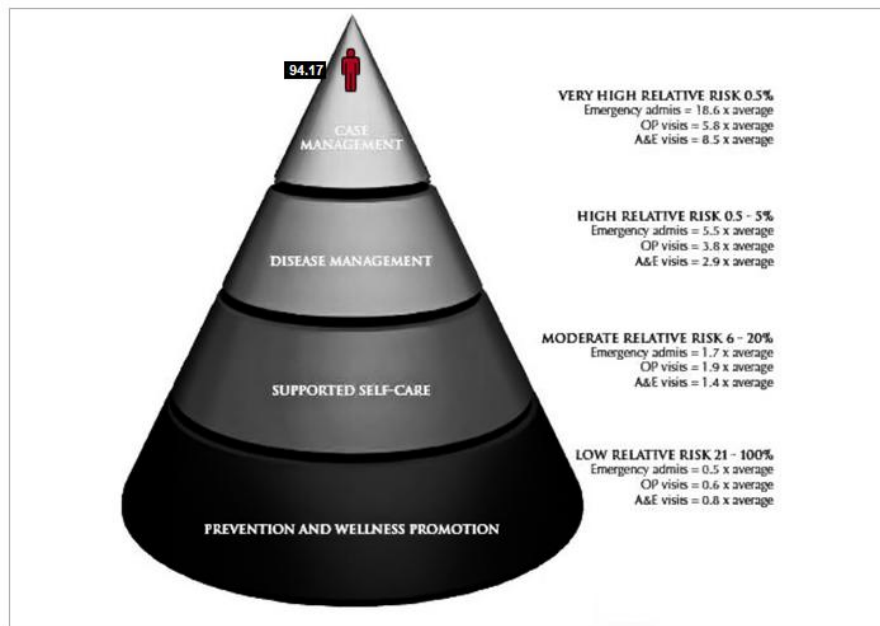 94.17
CASE
MANAGEMENT
VERY HIGH RELATIVE RISK 0.5%
Emergency admits = 18.6 x average
OP visits = 5.8 x average
A&E visits = 8.5 x average
DISEASE MANAGEMENT
HIGH RELATIVE RISK 0.5 - 5%
Emergency admits = 5.5 x average
OP visits = 3.8 x average
A&E visits = 2.9 x average
SUPPORTED SELF-CARE
MODERATE RELATIVE RISK 6 - 20%
Emergency admits = 1.7 x average
OP visits = 1.9 x average
A&E visits = 1.4 x average
PREVENTION AND WELLNESS PROMOTION
LOW RELATIVE RISK 21 - 100%
Emergency admits = 0.5 x average
OP visits = 0.6 x average
A&E visits = 0.8 x average